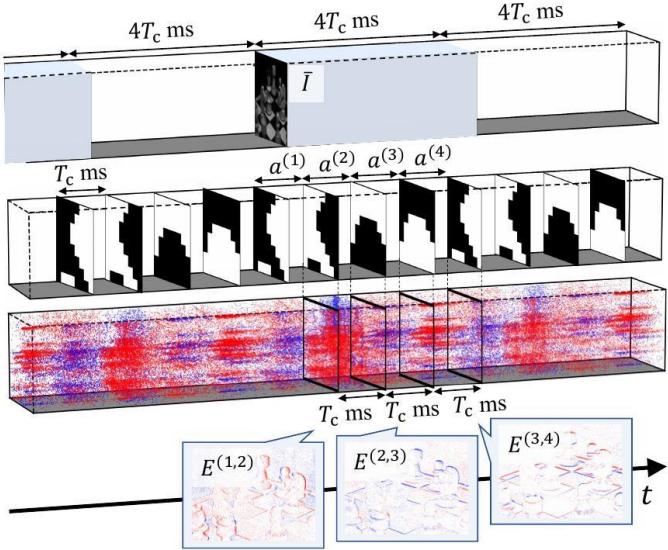 4T_c ms 4T_c ms 4T_c ms
Ī
T_c ms a^(1) a^(2) a^(3) a^(4)
T_c ms T_c ms T_c ms
E^(1,2) E^(2,3) E^(3,4)
t